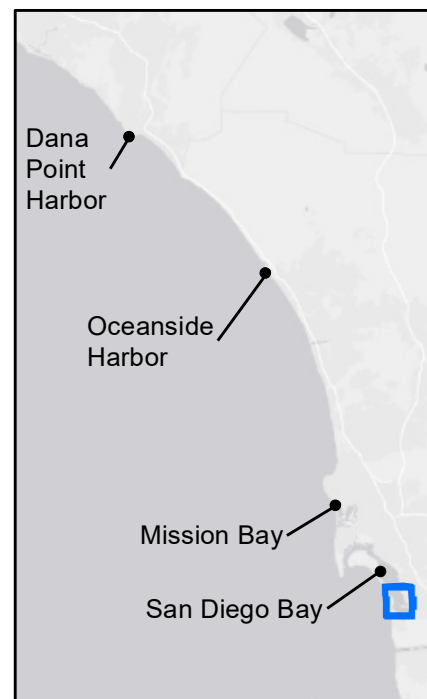 Dana
Point
Harbor
Oceanside
Harbor
Mission Bay
San Diego Bay